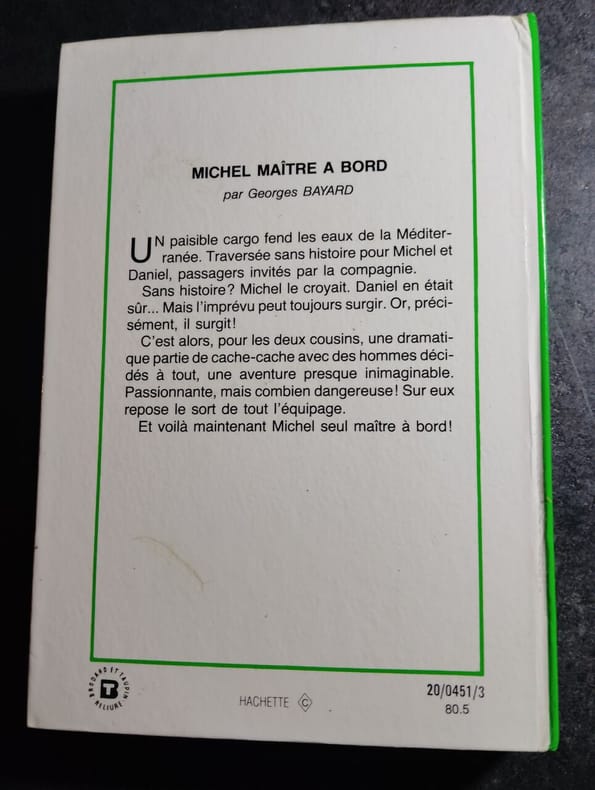 MICHEL MAÎTRE A BORD
par Georges BAYARD
UN paisible cargo fend les eaux de la Méditer-
ranée. Traversée sans histoire pour Michel et
Daniel, passagers invités par la compagnie.
Sans histoire? Michel le croyait. Daniel en était
sûr... Mais l'imprévu peut toujours surgir. Or, préci-
sément, il surgit!
C'est alors, pour les deux cousins, une dramati-
que partie de cache-cache avec des hommes déci-
dés à tout, une aventure presque inimaginable.
Passionnante, mais combien dangereuse! Sur eux
repose le sort de tout l'équipage.
Et voilà maintenant Michel seul maître à bord!
BRODARD ET TAUPIN
RELIURE
HACHETTE C
20/0451/3
80.5